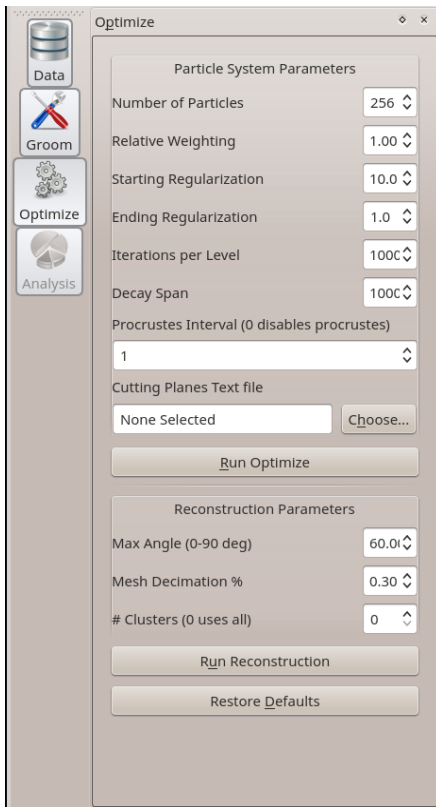 Optimize
Data
Groom
Optimize
Analysis
Particle System Parameters
Number of Particles 256
Relative Weighting 1.00
Starting Regularization 10.0
Ending Regularization 1.0
Iterations per Level
Decay Span
Procrustes Interval (0 disables procrustes)
1
Cutting Planes Text file
None Selected Choose...
Run Optimize
Reconstruction Parameters
Max Angle (0-90 deg) 60.0
Mesh Decimation % 0.30
# Clusters (0 uses all) 0
Run Reconstruction
Restore Defaults